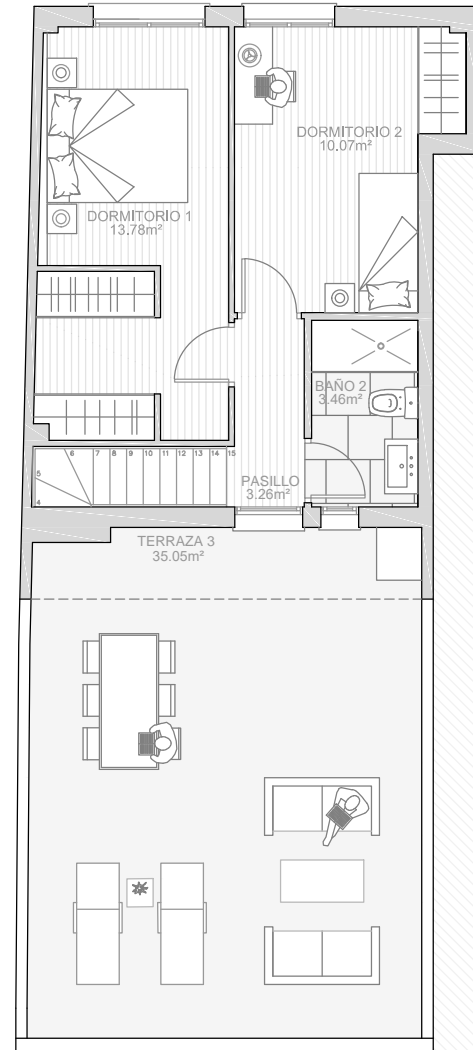 DORMITORIO 2
10.07m²
DORMITORIO 1
13.78m²
BAÑO 2
3.46m²
6 7 8 9 10 11 12 13 14 15
5
4
PASILLO
3.26m²
TERRAZA 3
35.05m²